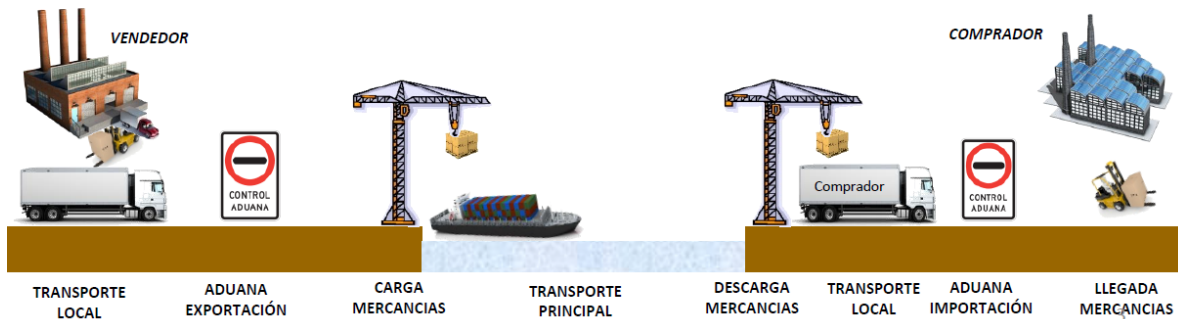 VENDEDOR
COMPRADOR
CONTROL
ADUANA
Comprador
CONTROL
ADUANA
TRANSPORTE
LOCAL
ADUANA
EXPORTACIÓN
CARGA
MERCANCIAS
TRANSPORTE
PRINCIPAL
DESCARGA
MERCANCIAS
TRANSPORTE
LOCAL
ADUANA
IMPORTACIÓN
LLEGADA
MERCANCIAS